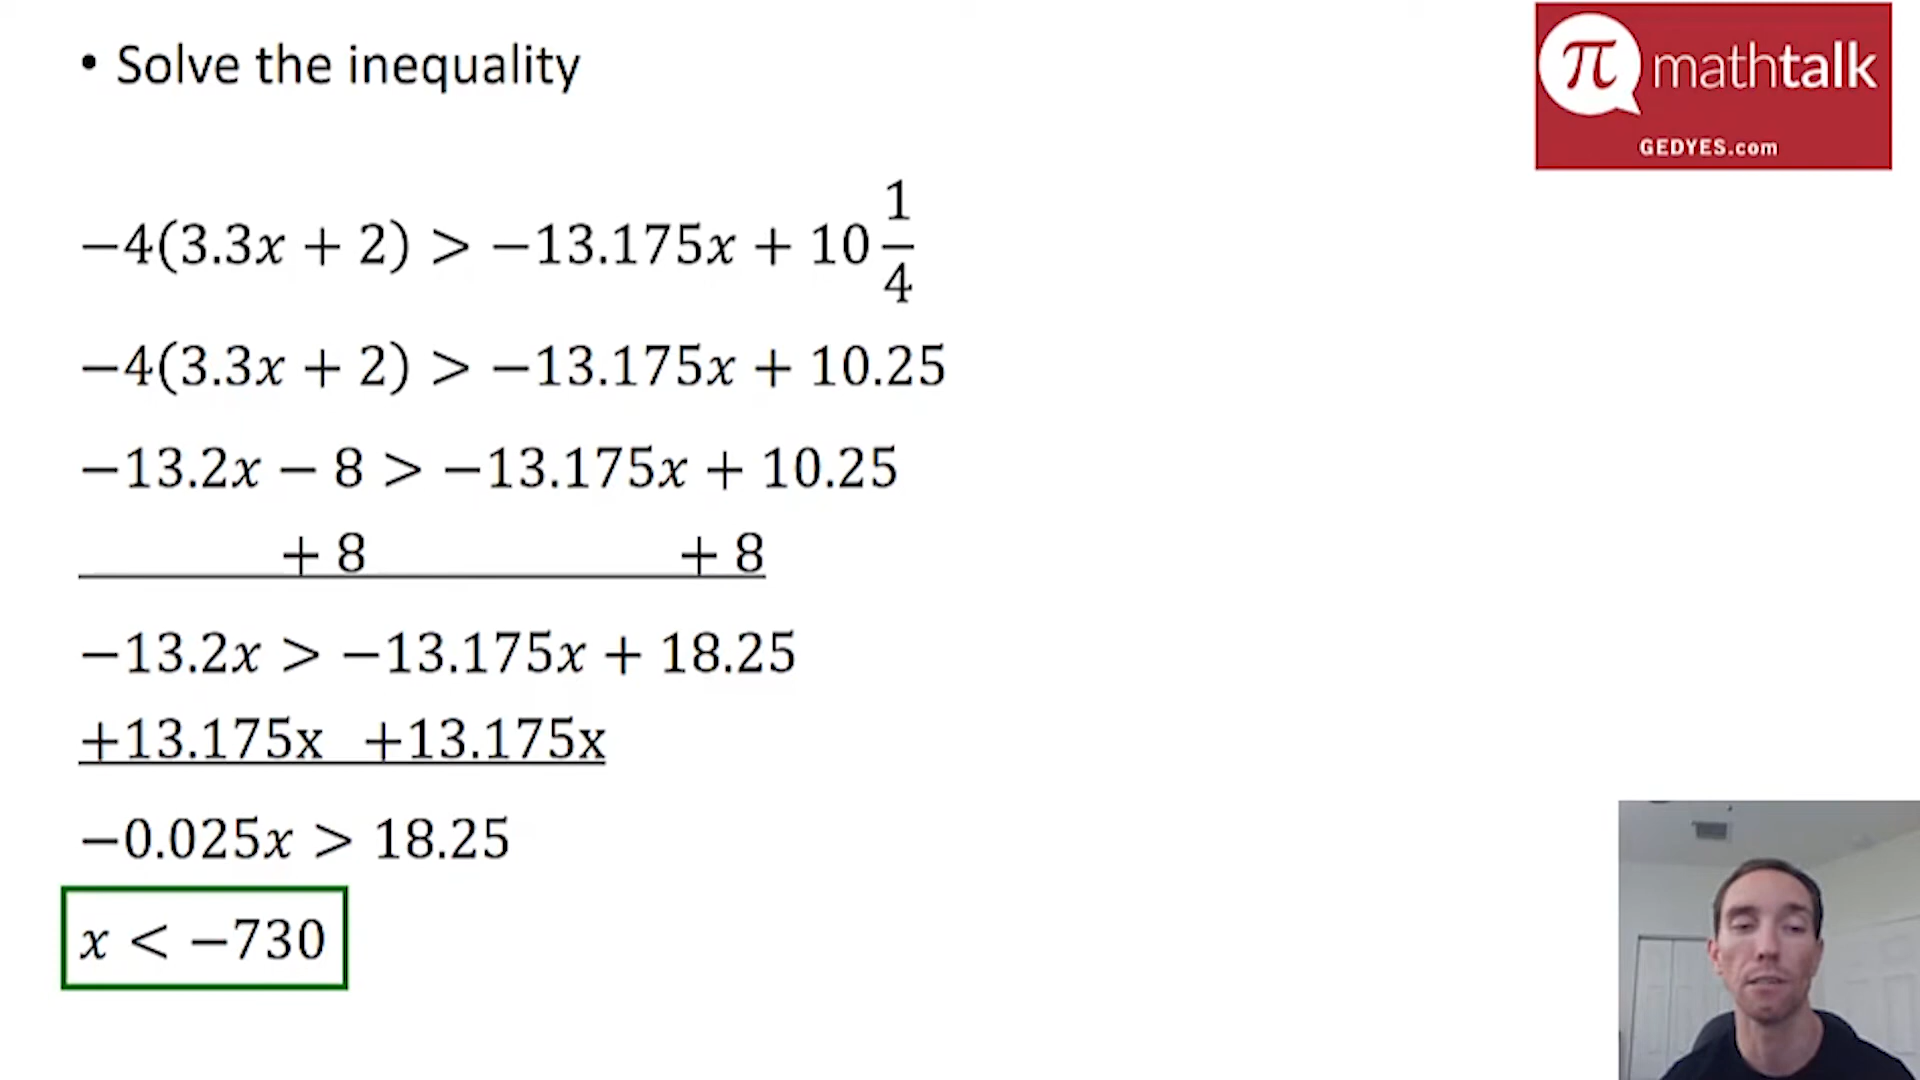 • Solve the inequality
π mathtalk
GEDYES.com
−4(3.3x + 2) > −13.175x + 10 1/4
−4(3.3x + 2) > −13.175x + 10.25
−13.2x − 8 > −13.175x + 10.25
+ 8 + 8
−13.2x > −13.175x + 18.25
+13.175x +13.175x
−0.025x > 18.25
x < −730